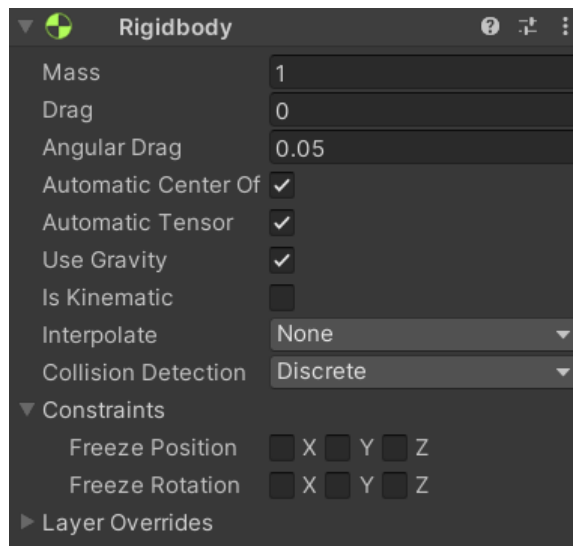 Rigidbody
Mass 1
Drag 0
Angular Drag 0.05
Automatic Center Of
Automatic Tensor
Use Gravity
Is Kinematic
Interpolate None
Collision Detection Discrete
Constraints
Freeze Position X Y Z
Freeze Rotation X Y Z
Layer Overrides